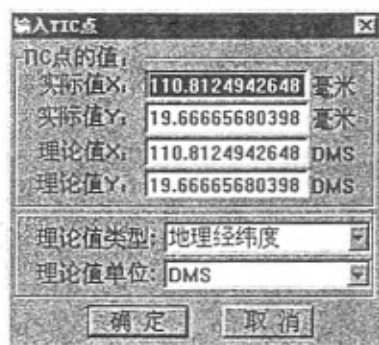 输入TIC点
TIC点的值:
实际值X: 110.8124942648 毫米
实际值Y: 19.66665680398 毫米
理论值X: 110.8124942648 DMS
理论值Y: 19.66665680398 DMS
理论值类型: 地理经纬度
理论值单位: DMS
确 定 取 消